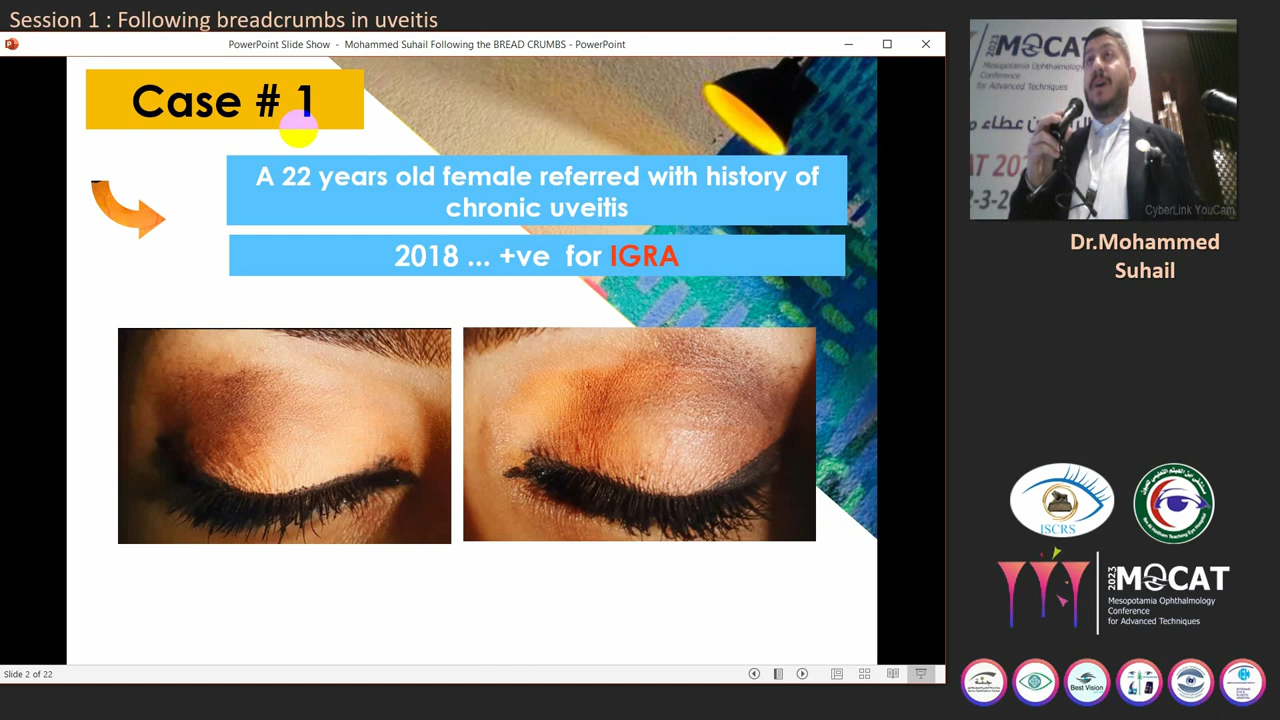 Session 1 : Following breadcrumbs in uveitis
PowerPoint Slide Show - Mohammed Suhail Following the BREAD CRUMBS - PowerPoint
Case # 1
A 22 years old female referred with history of
chronic uveitis
2018 ... +ve for IGRA
Slide 2 of 22
2023 MOCAT
Mesopotamia Ophthalmology
Conference
for Advanced Techniques
CyberLink YouCam
Dr.Mohammed
Suhail
ISCRS
2023 MOCAT
Mesopotamia Ophthalmology
Conference
for Advanced Techniques
Best Vision